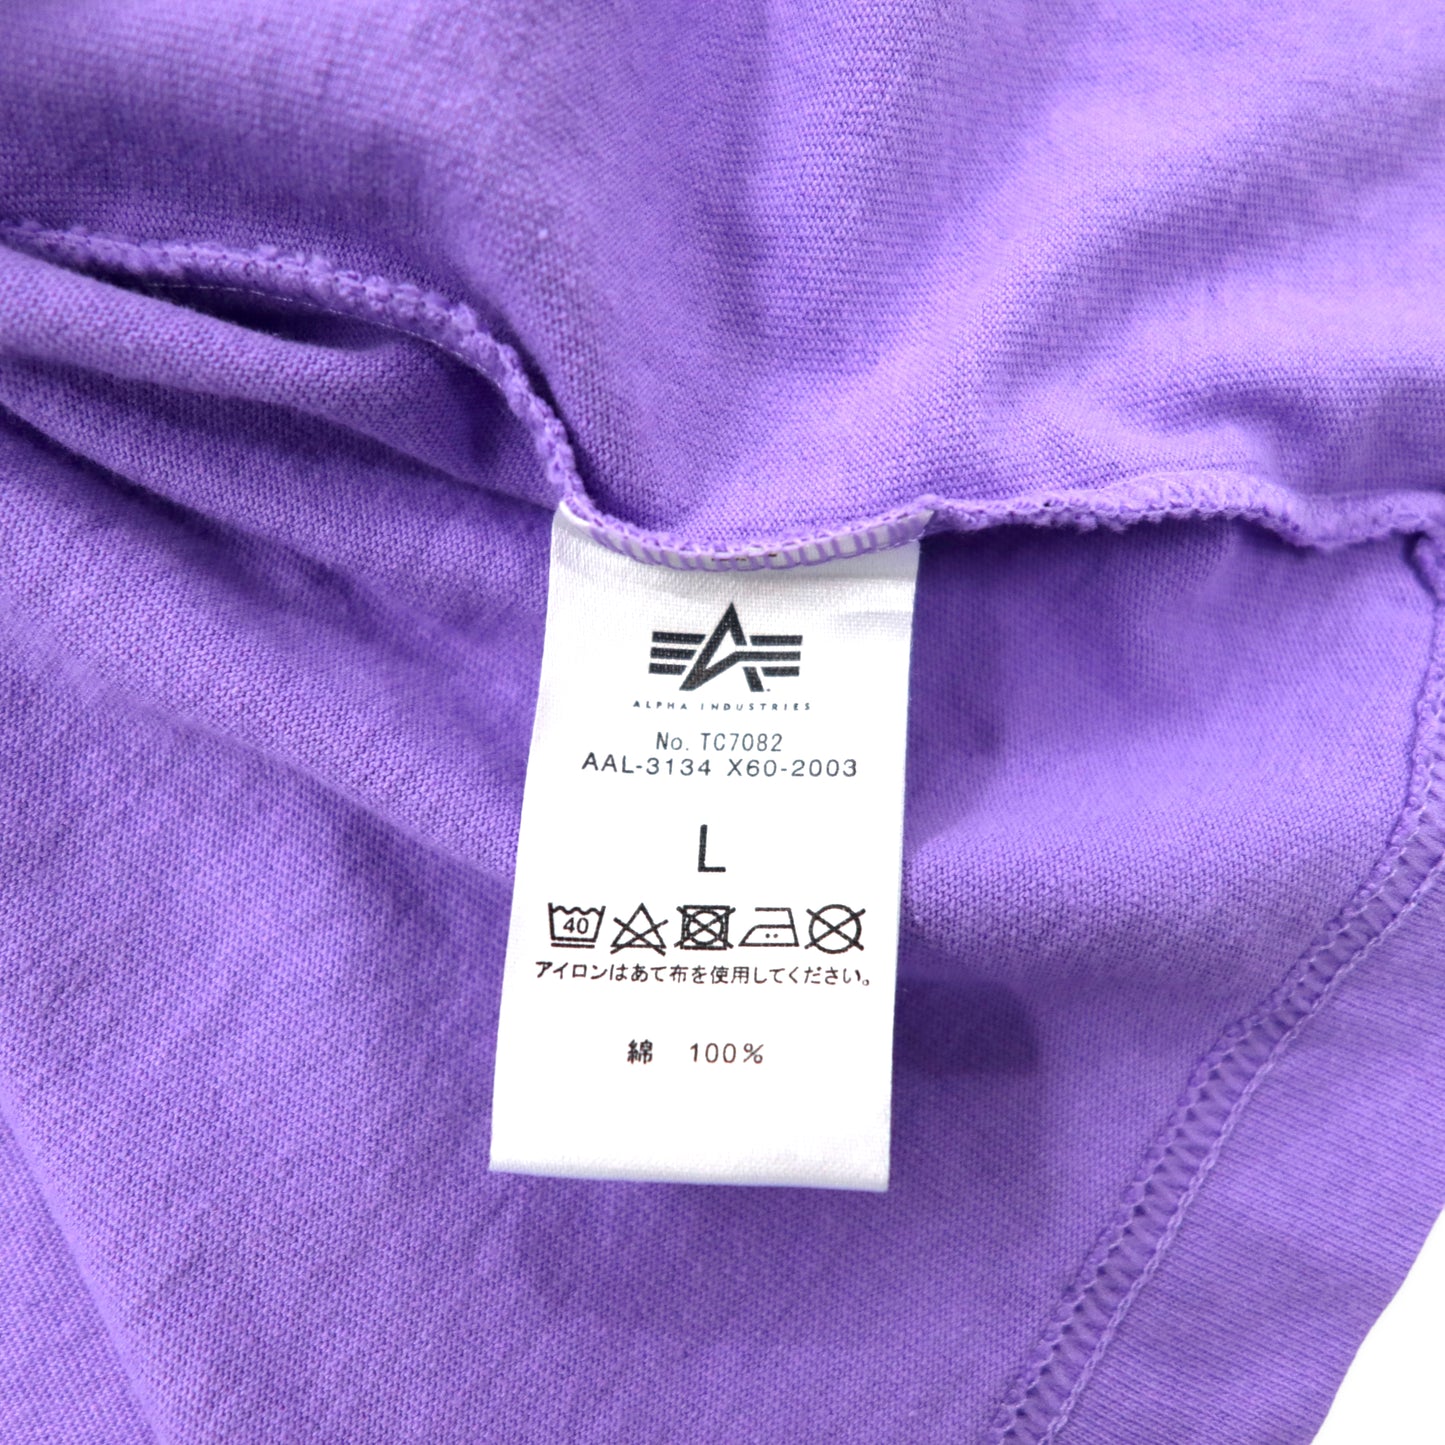 ALPHA INDUSTRIES
No. TC7082
AAL-3134 X60-2003
L
40
アイロンはあて布を使用してください。
綿 100%